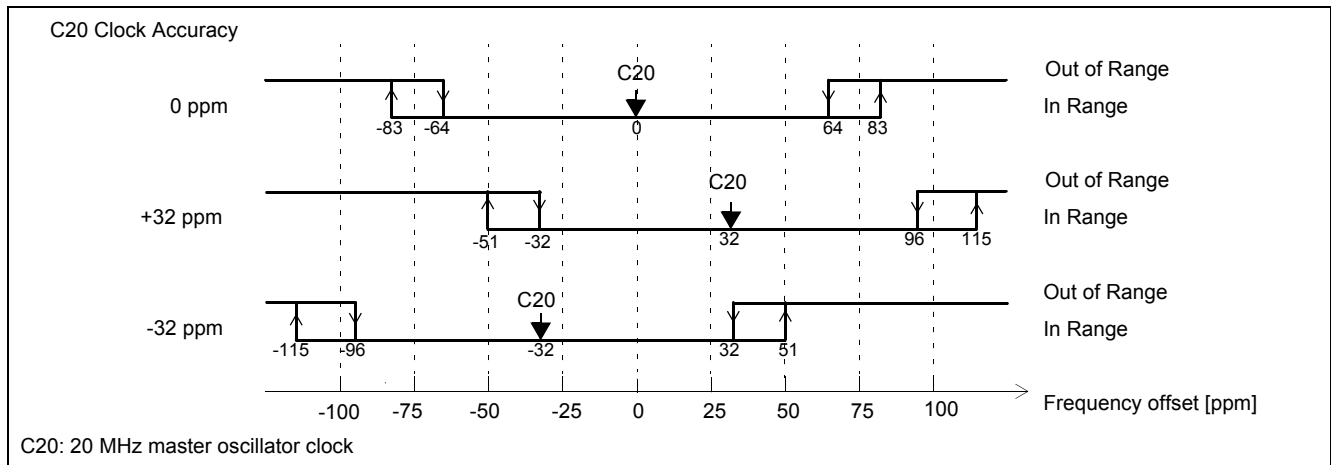 C20 Clock Accuracy
C20
Out of Range
0 ppm
In Range
-83 -64 0 64 83
C20
Out of Range
+32 ppm
In Range
-51 -32 32 96 115
C20
Out of Range
-32 ppm
In Range
-115 -96 -32 32 51
-100 -75 -50 -25 0 25 50 75 100 Frequency offset [ppm]
C20: 20 MHz master oscillator clock